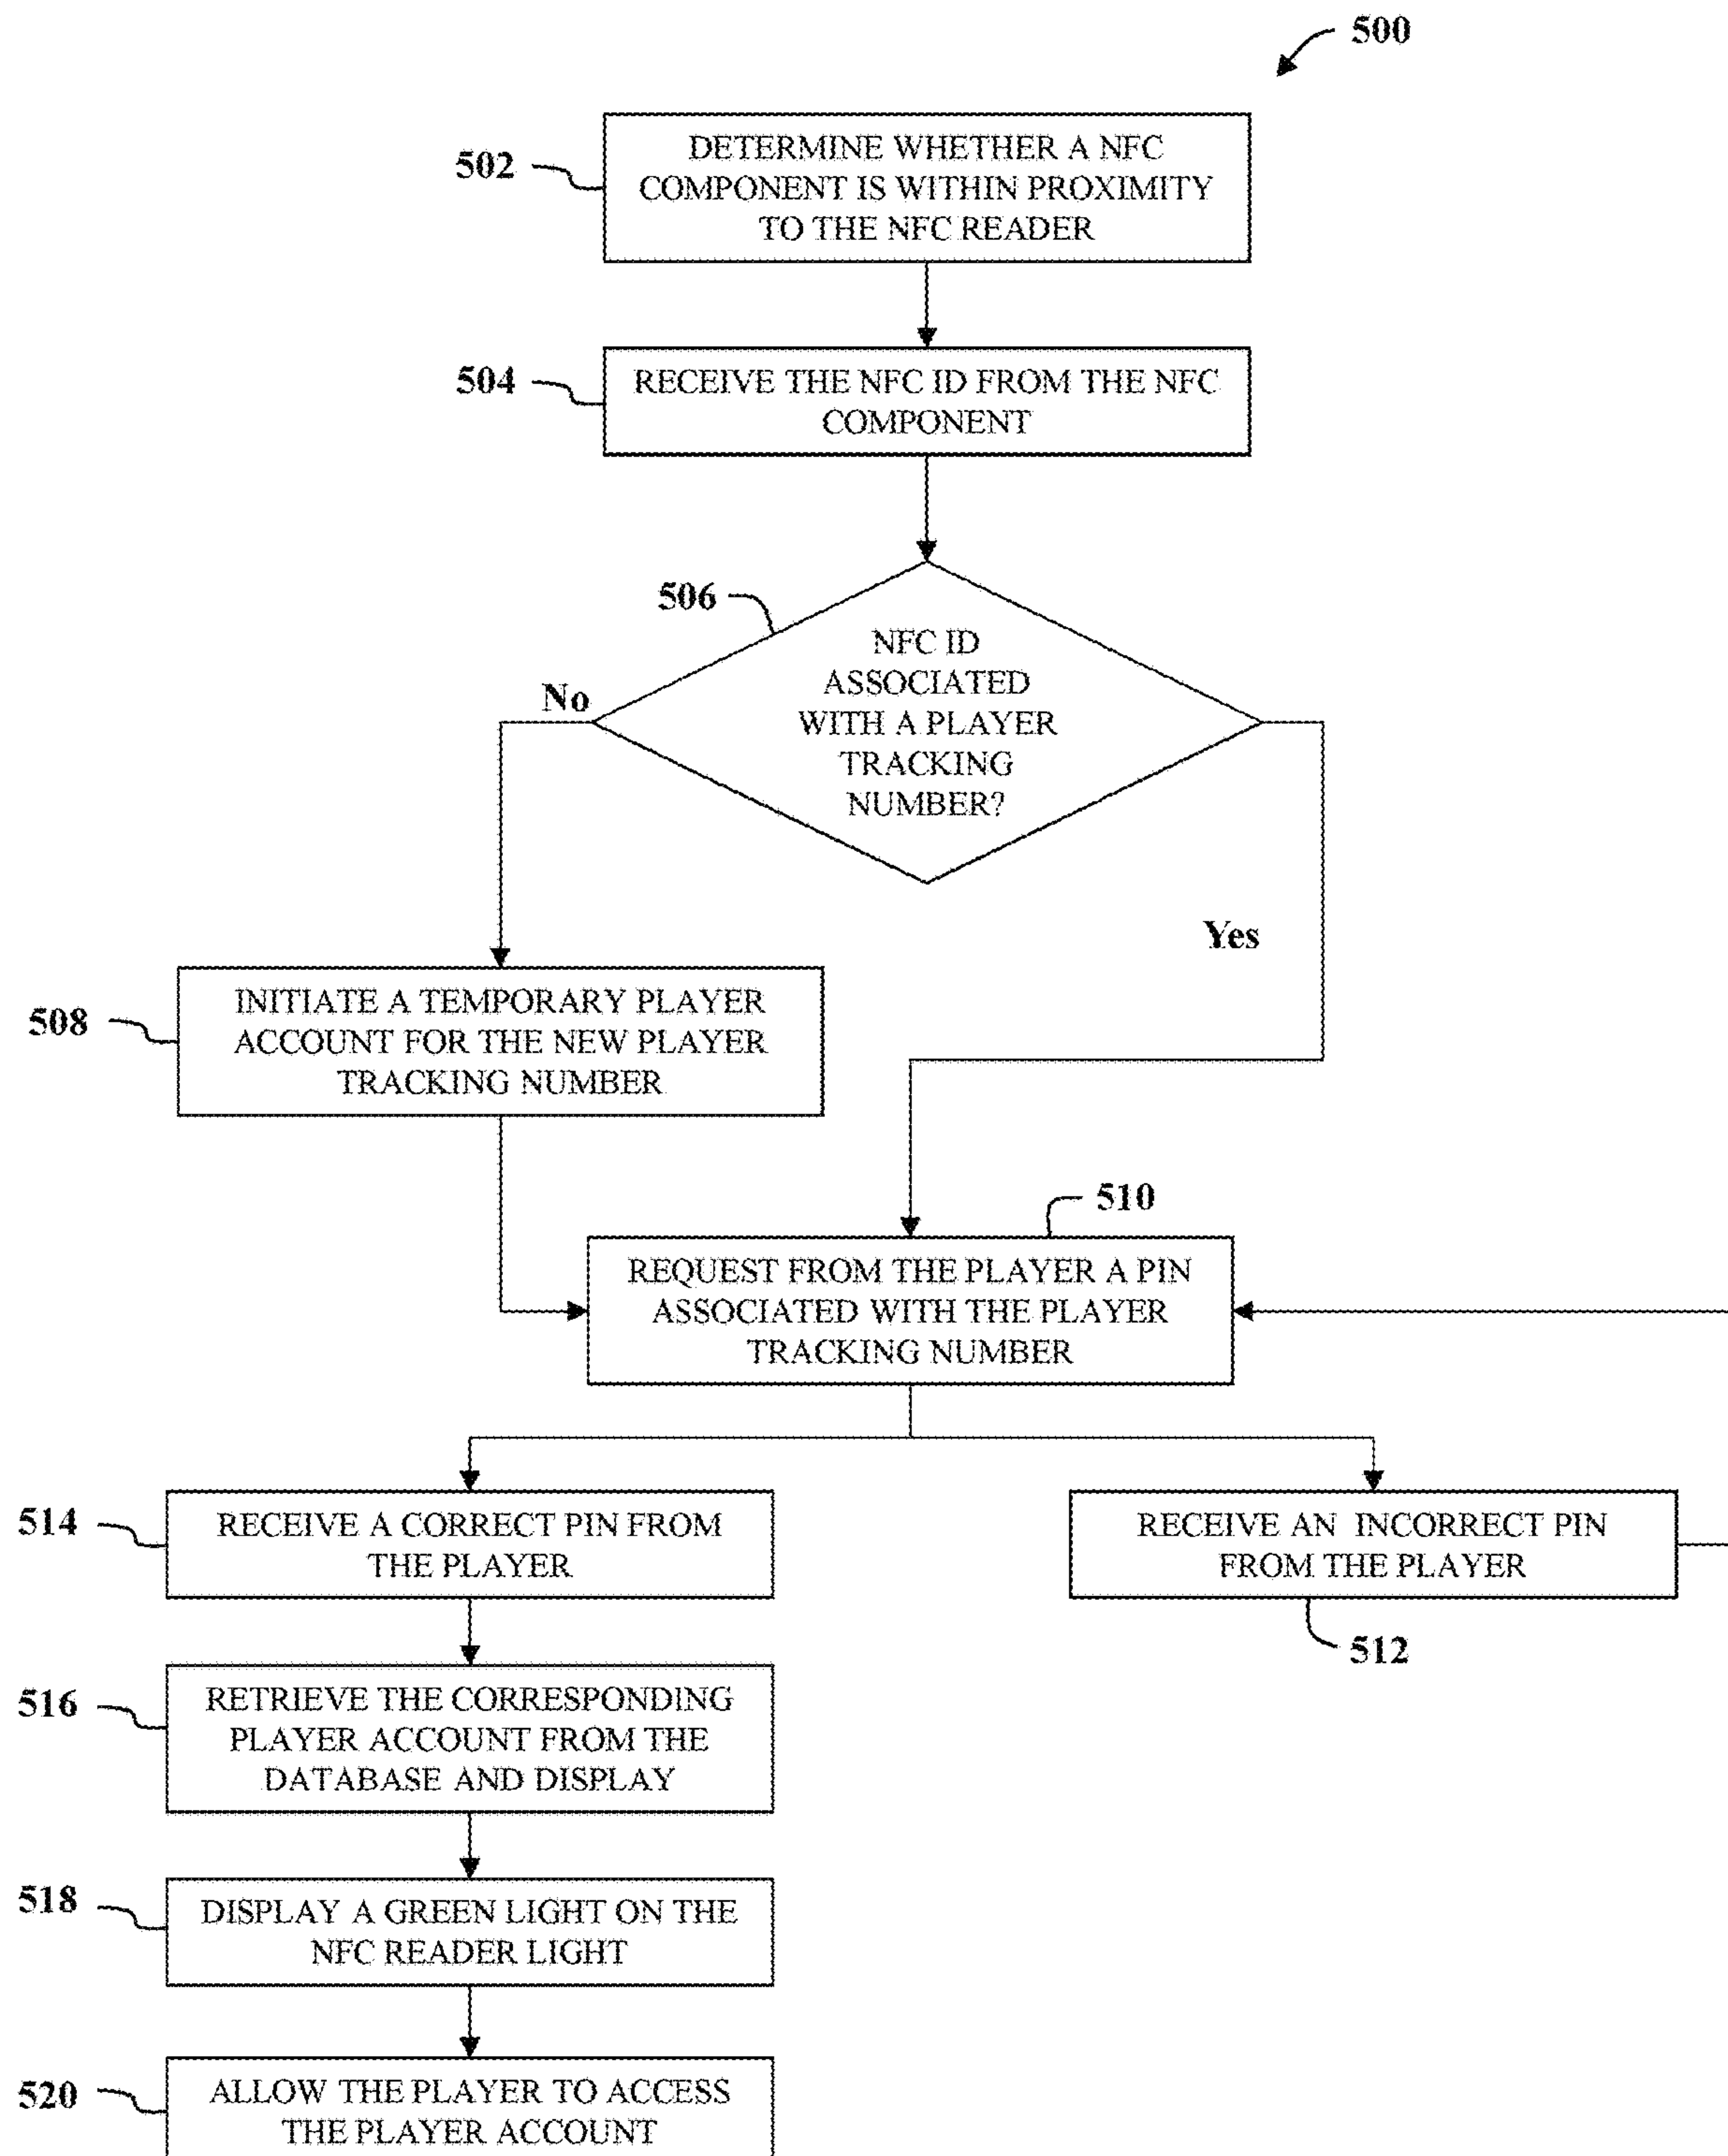 500
502
DETERMINE WHETHER A NFC
COMPONENT IS WITHIN PROXIMITY
TO THE NFC READER
504
RECEIVE THE NFC ID FROM THE NFC
COMPONENT
506
NFC ID
ASSOCIATED
WITH A PLAYER
TRACKING
NUMBER?
No
Yes
508
INITIATE A TEMPORARY PLAYER
ACCOUNT FOR THE NEW PLAYER
TRACKING NUMBER
510
REQUEST FROM THE PLAYER A PIN
ASSOCIATED WITH THE PLAYER
TRACKING NUMBER
514
RECEIVE A CORRECT PIN FROM
THE PLAYER
RECEIVE AN INCORRECT PIN
FROM THE PLAYER
512
516
RETRIEVE THE CORRESPONDING
PLAYER ACCOUNT FROM THE
DATABASE AND DISPLAY
518
DISPLAY A GREEN LIGHT ON THE
NFC READER LIGHT
520
ALLOW THE PLAYER TO ACCESS
THE PLAYER ACCOUNT